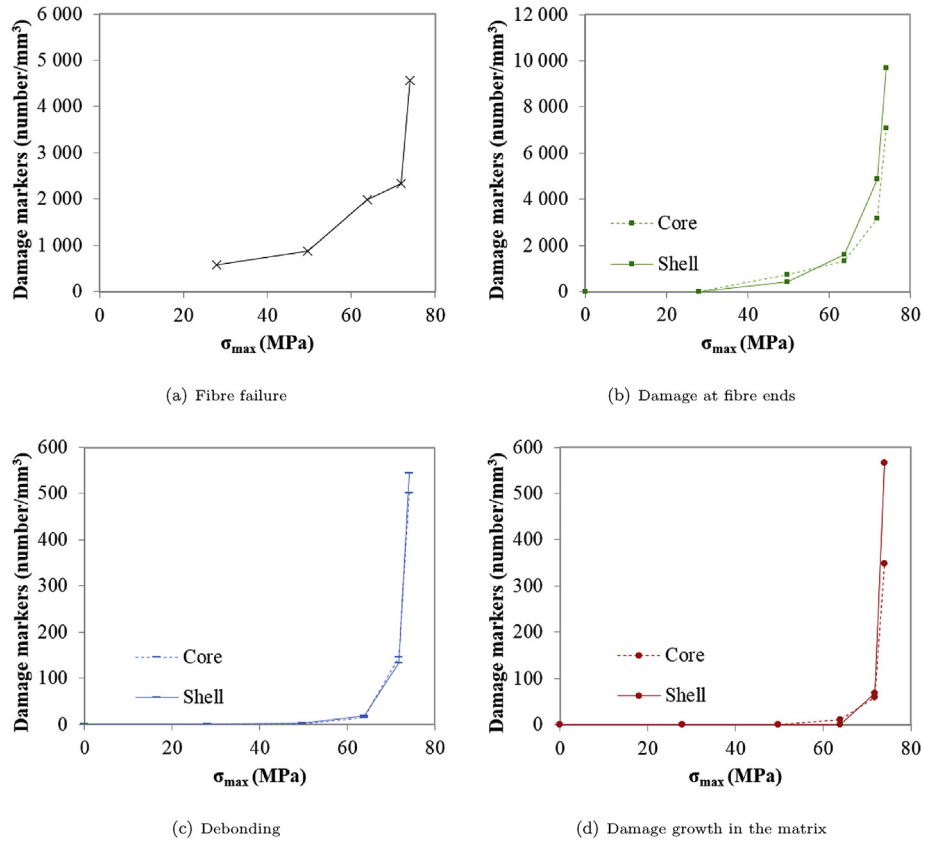 Damage markers (number/mm³)
6 000
5 000
4 000
3 000
2 000
1 000
0
0 20 40 60 80
σmax (MPa)
(a) Fibre failure
Damage markers (number/mm³)
12 000
10 000
8 000
6 000
4 000
2 000
0
Core
Shell
0 20 40 60 80
σmax (MPa)
(b) Damage at fibre ends
Damage markers (number/mm³)
600
500
400
300
200
100
0
Core
Shell
0 20 40 60 80
σmax (MPa)
(c) Debonding
Damage markers (number/mm³)
600
500
400
300
200
100
0
Core
Shell
0 20 40 60 80
σmax (MPa)
(d) Damage growth in the matrix